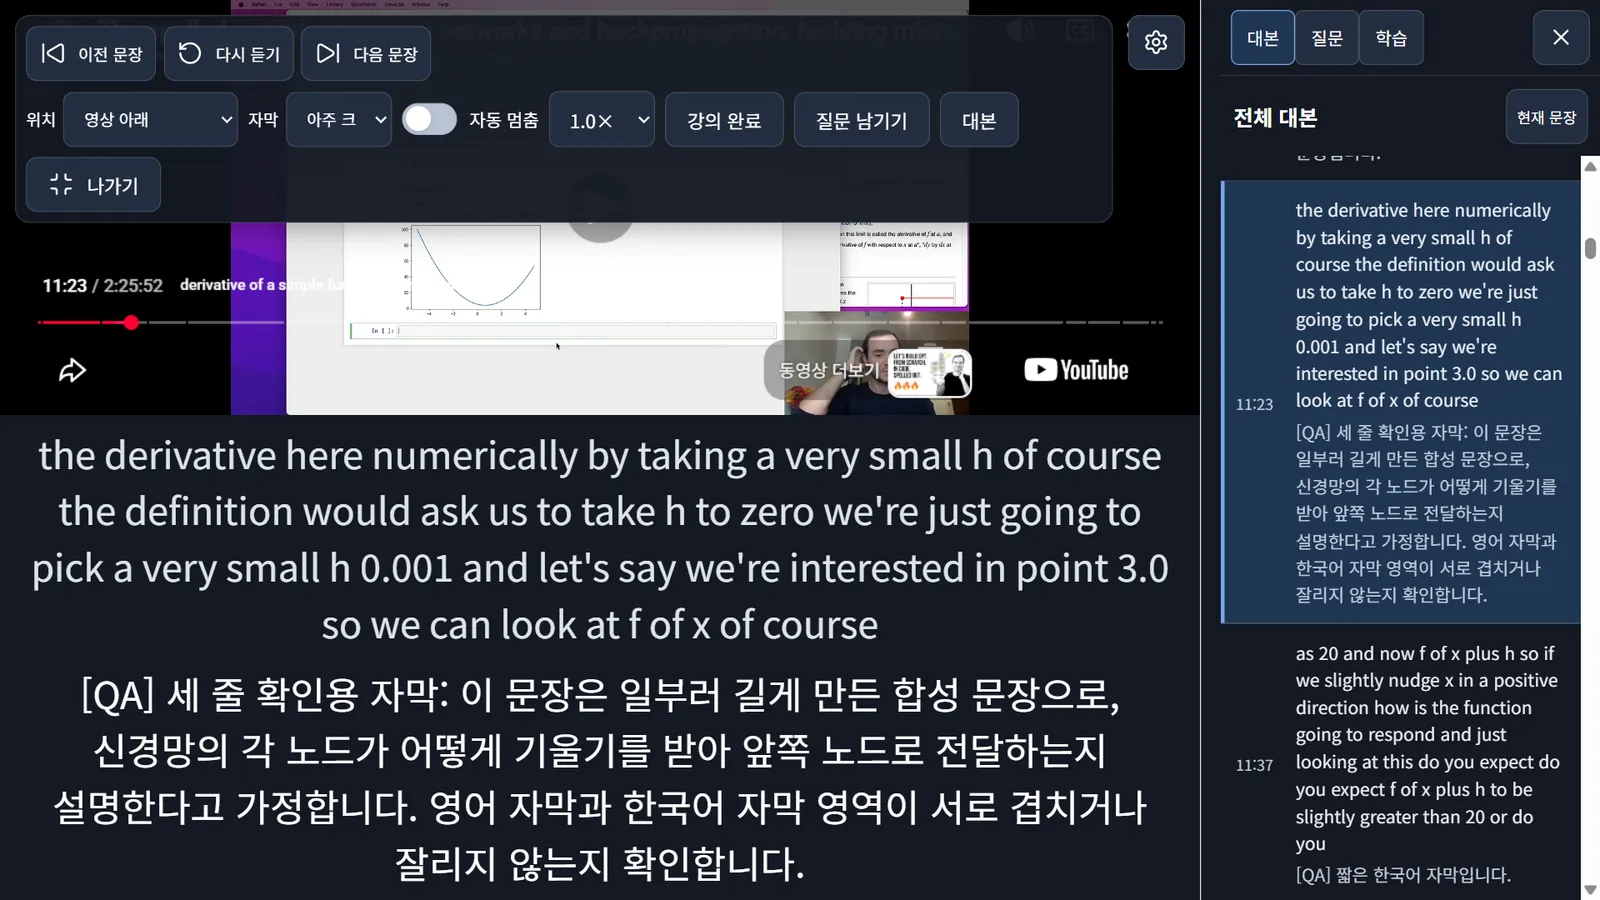 이전 문장
다시 듣기
다음 문장
위치
영상 아래
자막
아주 크
자동 멈춤
1.0×
강의 완료
질문 남기기
대본
나가기
11:23 / 2:25:52
derivative of a simple fu
In [ ]:
동영상 더보기
LET'S BUILD GPT.
FROM SCRATCH.
IN CODE.
SPELLED OUT.
YouTube
the derivative here numerically by taking a very small h of course
the definition would ask us to take h to zero we're just going to
pick a very small h 0.001 and let's say we're interested in point 3.0
so we can look at f of x of course
[QA] 세 줄 확인용 자막: 이 문장은 일부러 길게 만든 합성 문장으로,
신경망의 각 노드가 어떻게 기울기를 받아 앞쪽 노드로 전달하는지
설명한다고 가정합니다. 영어 자막과 한국어 자막 영역이 서로 겹치거나
잘리지 않는지 확인합니다.
대본
질문
학습
전체 대본
현재 문장
11:23
the derivative here numerically
by taking a very small h of
course the definition would ask
us to take h to zero we're just
going to pick a very small h
0.001 and let's say we're
interested in point 3.0 so we can
look at f of x of course
[QA] 세 줄 확인용 자막: 이 문장은
일부러 길게 만든 합성 문장으로,
신경망의 각 노드가 어떻게 기울기를
받아 앞쪽 노드로 전달하는지
설명한다고 가정합니다. 영어 자막과
한국어 자막 영역이 서로 겹치거나
잘리지 않는지 확인합니다.
11:37
as 20 and now f of x plus h so if
we slightly nudge x in a positive
direction how is the function
going to respond and just
looking at this do you expect do
you expect f of x plus h to be
slightly greater than 20 or do
you
[QA] 짧은 한국어 자막입니다.